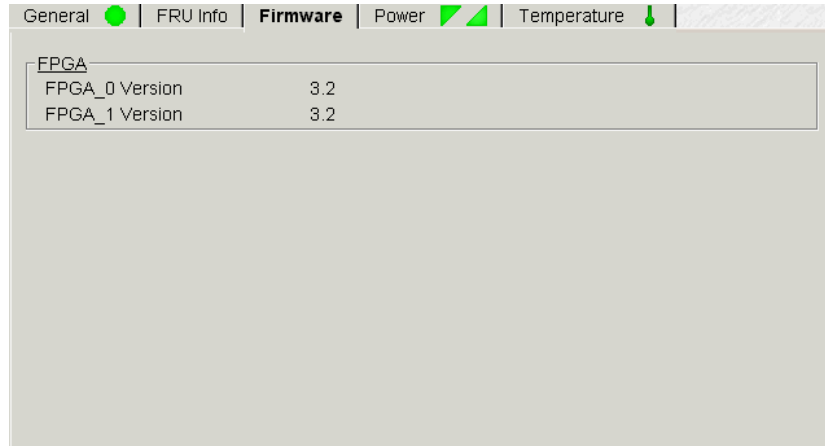 General FRU Info Firmware Power Temperature
FPGA
FPGA_0 Version 3.2
FPGA_1 Version 3.2